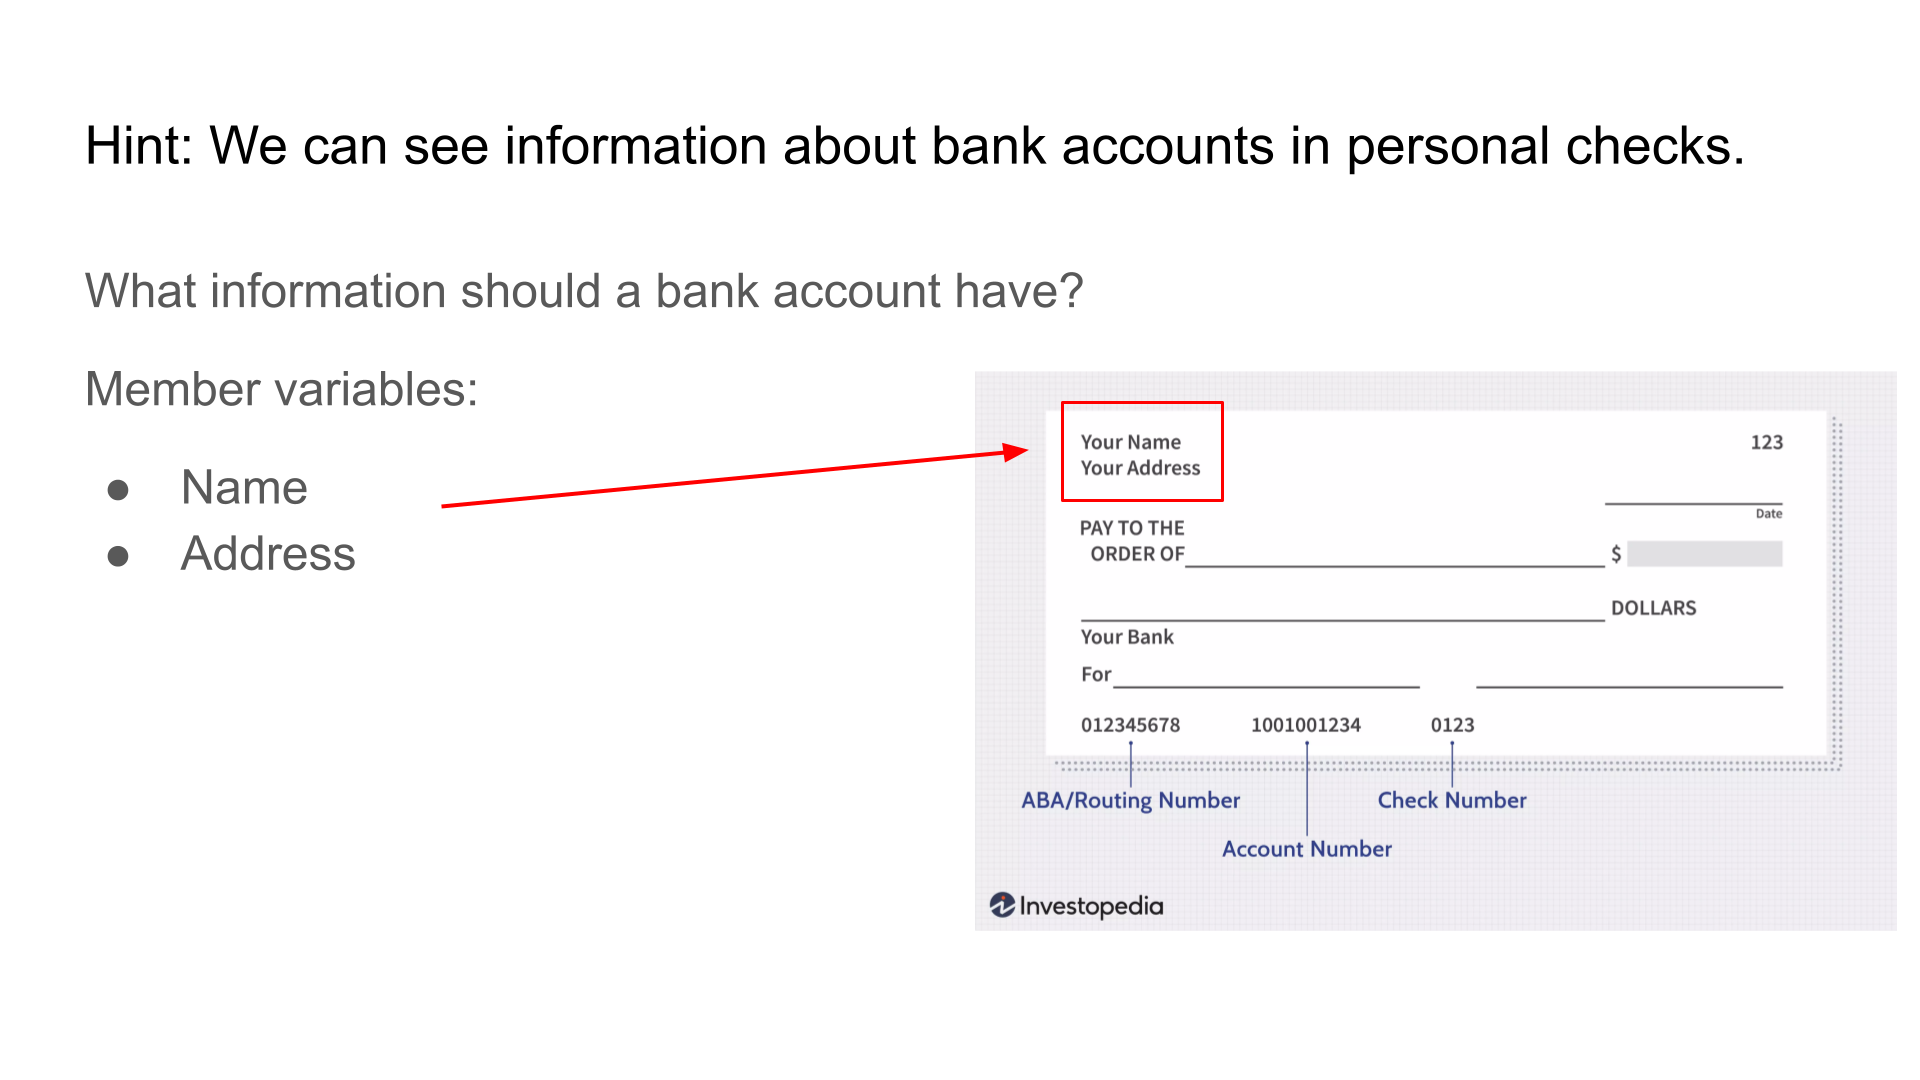 Hint: We can see information about bank accounts in personal checks.
What information should a bank account have?
Member variables:
● Name
● Address
Your Name
123
Your Address
Date
PAY TO THE
ORDER OF
$
DOLLARS
Your Bank
For
012345678 1001001234 0123
ABA/Routing Number Check Number
Account Number
Investopedia